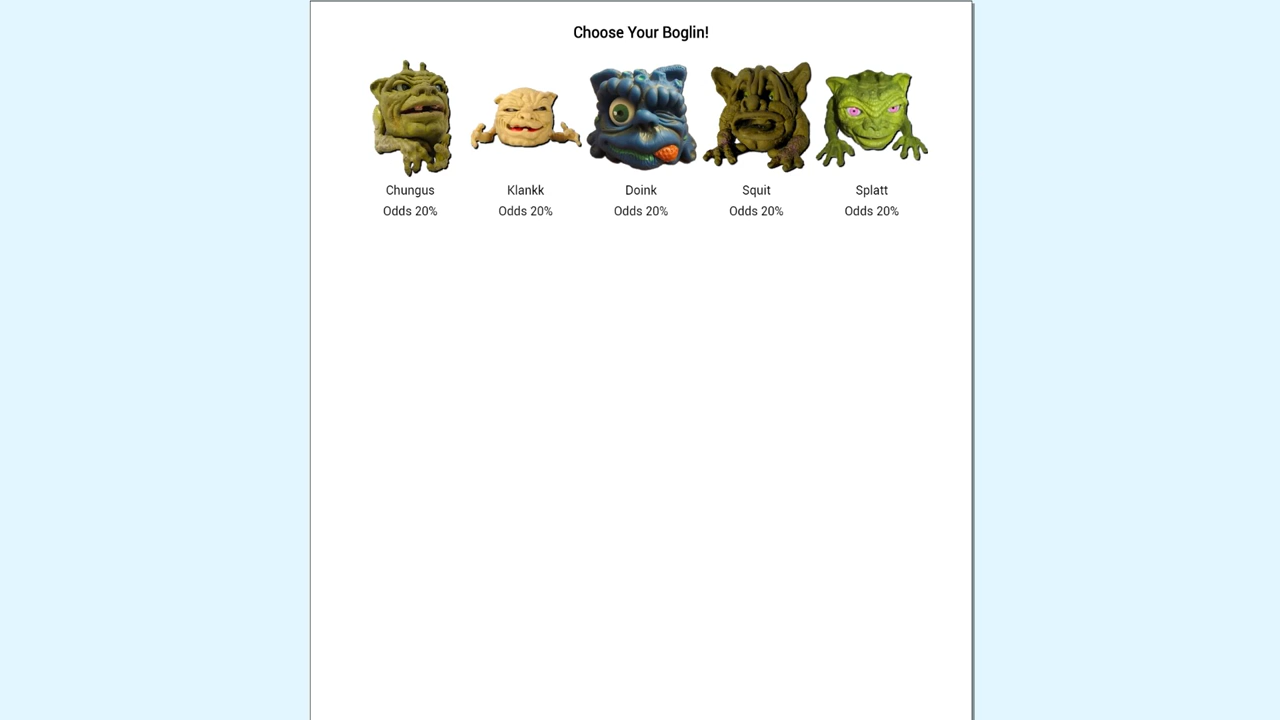 Choose Your Boglin!
Chungus Klankk Doink Squit Splatt
Odds 20% Odds 20% Odds 20% Odds 20% Odds 20%